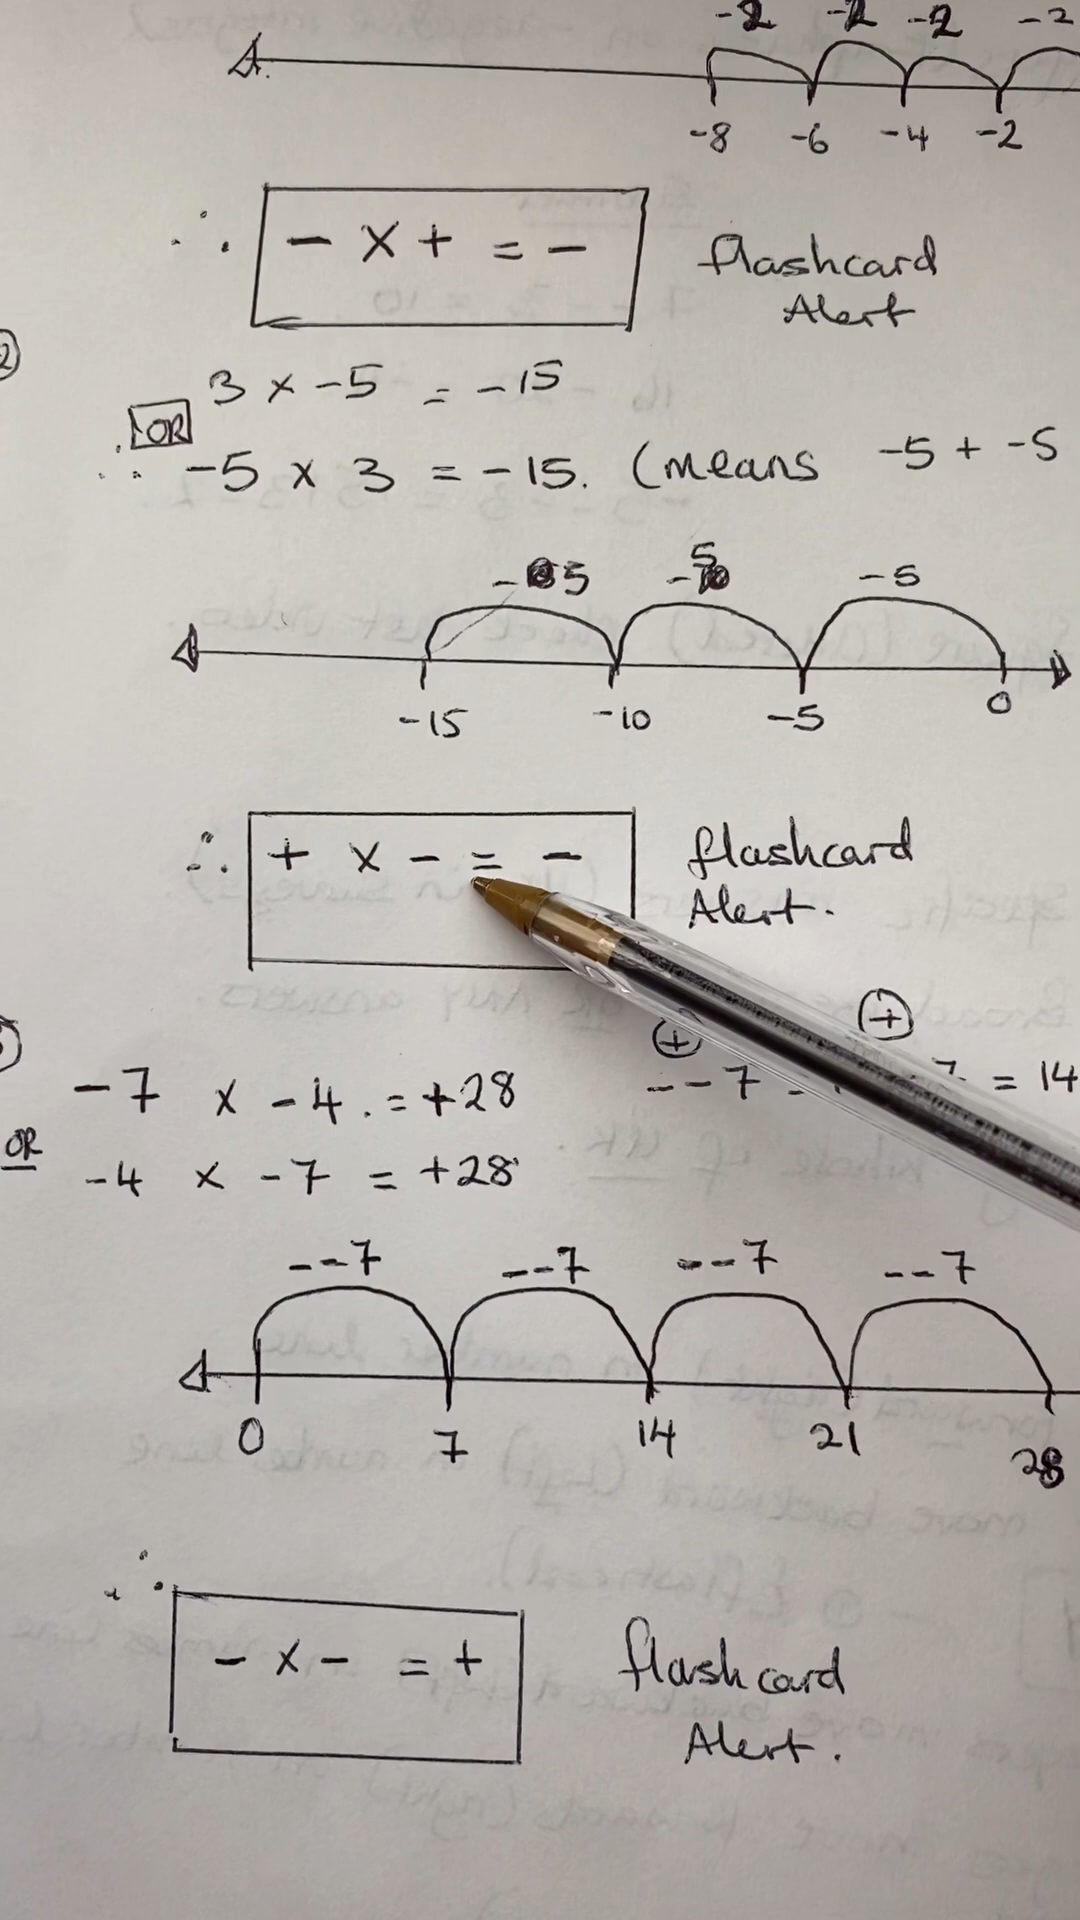 -2 -2 -2 -2
-8 -6 -4 -2
∴ - × + = - flashcard
Alert
② 3 × -5 = -15
OR
∴ -5 × 3 = -15. (means -5 + -5
-5 -5 -5
-15 -10 -5 0
∴ + × - = - flashcard
Alert.
+ +
-7 × -4 . = +28 --7 - 7 = 14
OR
-4 × -7 = +28
--7 --7 --7 --7
0 7 14 21 28
∴ - × - = + flashcard
Alert.